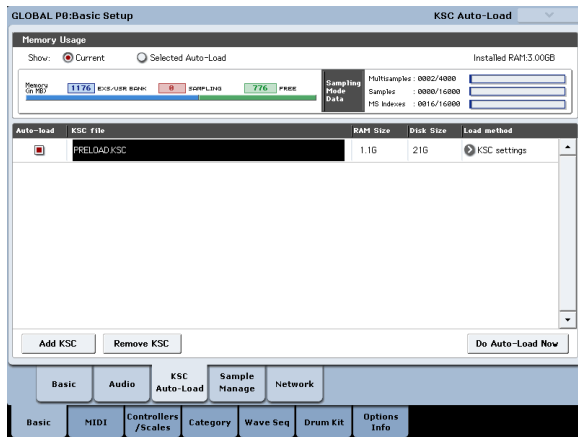 GLOBAL P0:Basic Setup KSC Auto-Load
Memory Usage
Show: Current Selected Auto-Load Installed RAM:3.00GB
Memory (in MB) 1176 EXS/USR BANK 0 SAMPLING 776 FREE
Sampling Mode Data
Multisamples : 0002/4000
Samples : 0000/16000
MS Indexes : 0016/16000
Auto-load KSC file RAM Size Disk Size Load method
PRELOAD.KSC 1.1G 21G KSC settings
Add KSC Remove KSC Do Auto-Load Now
Basic Audio KSC Auto-Load Sample Manage Network
Basic MIDI Controllers /Scales Category Wave Seq Drum Kit Options Info